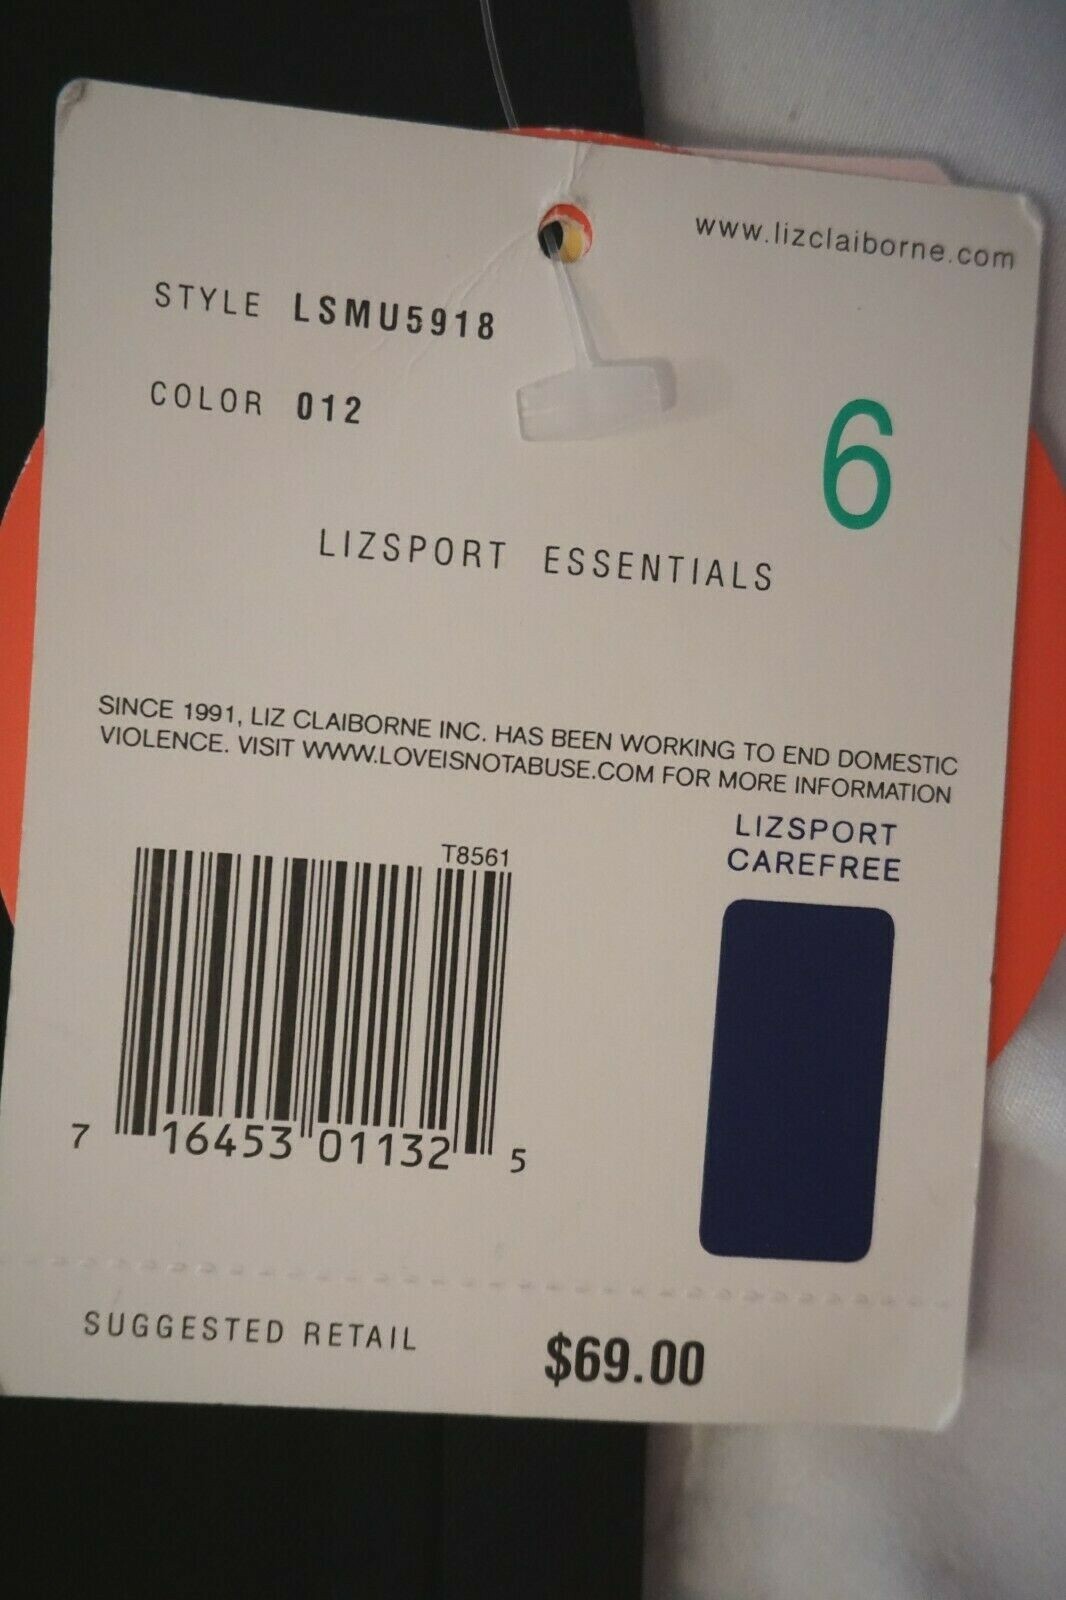 www.lizclaiborne.com
STYLE LSMU5918
COLOR 012
6
LIZSPORT ESSENTIALS
SINCE 1991, LIZ CLAIBORNE INC. HAS BEEN WORKING TO END DOMESTIC
VIOLENCE. VISIT WWW.LOVEISNOTABUSE.COM FOR MORE INFORMATION
LIZSPORT
CAREFREE
T8561
7 16453 01132 5
SUGGESTED RETAIL $69.00